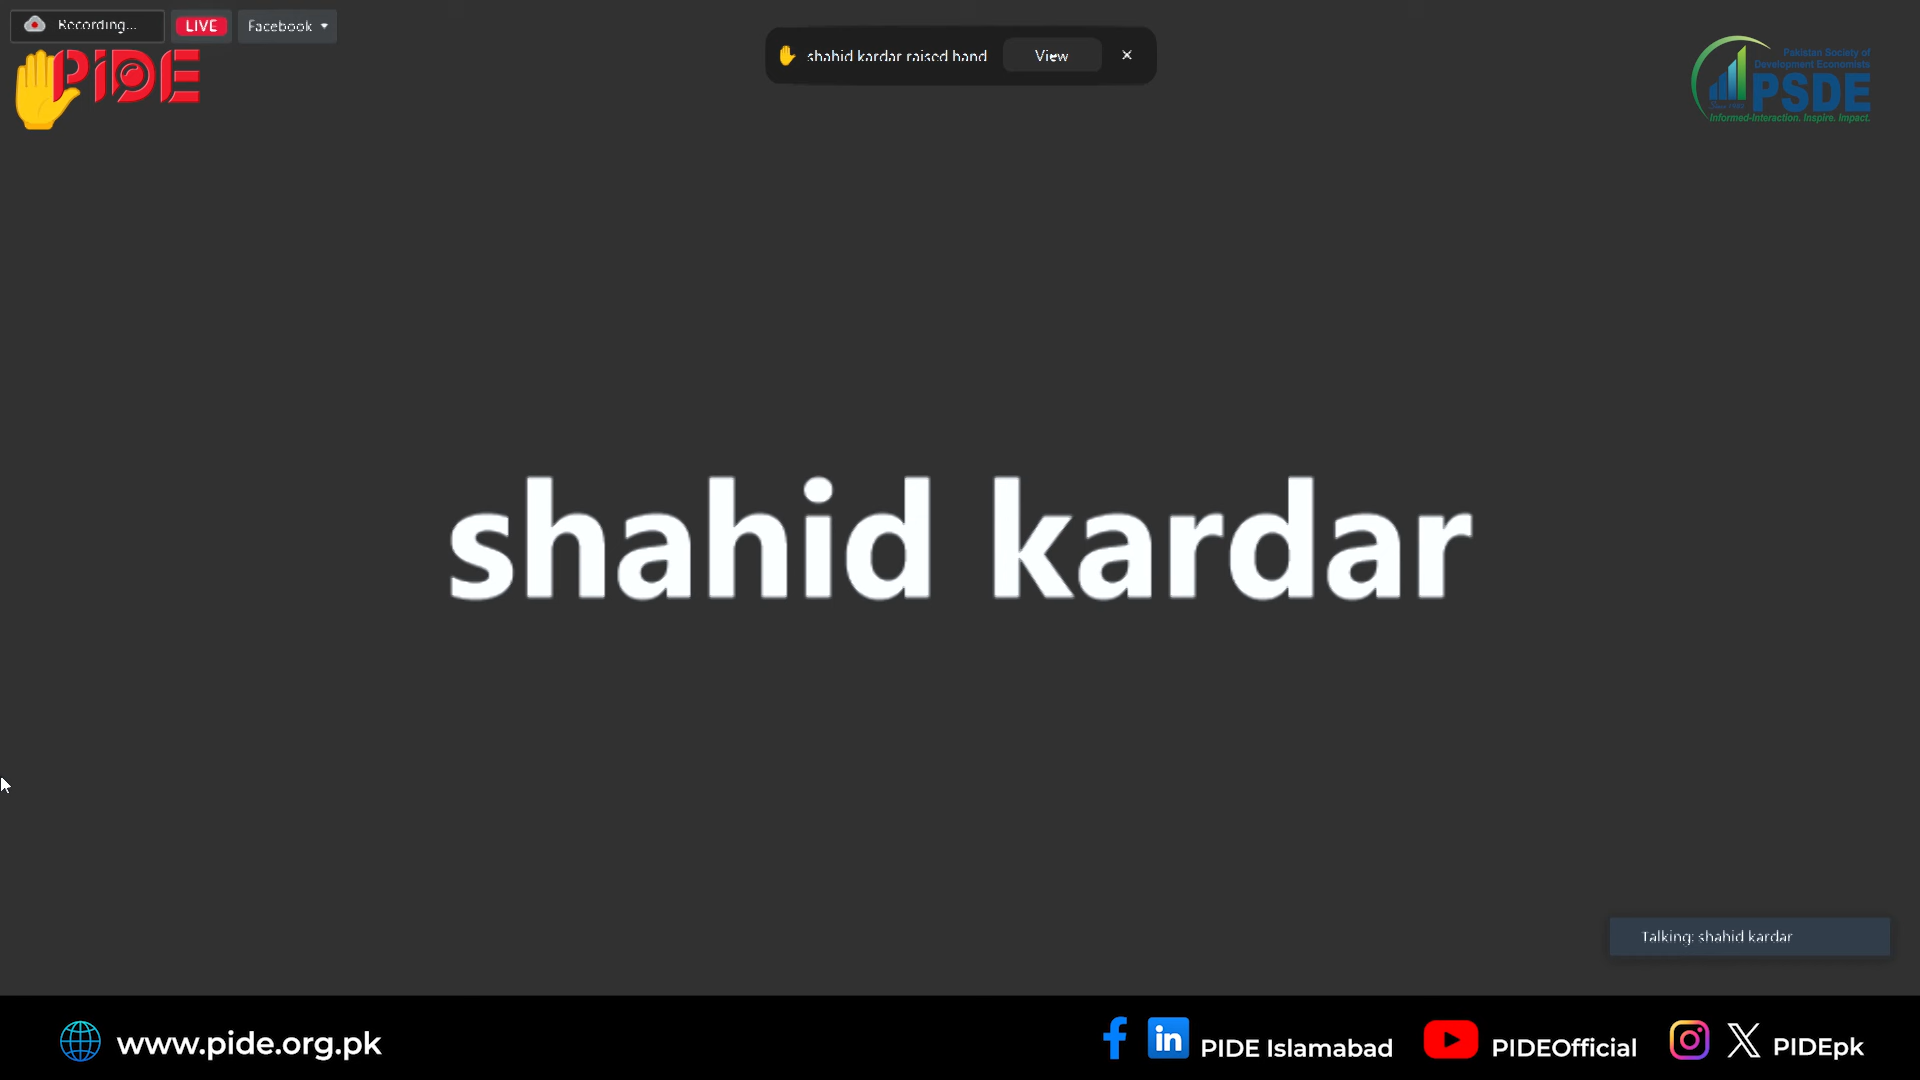 Recording...
LIVE
Facebook
PIDE
shahid kardar raised hand
View
Pakistan Society of
Development Economists
PSDE
Informed-Interaction. Inspire. Impact.
shahid kardar
Talking: shahid kardar
www.pide.org.pk
in
PIDE Islamabad
PIDEOfficial
PIDEpk